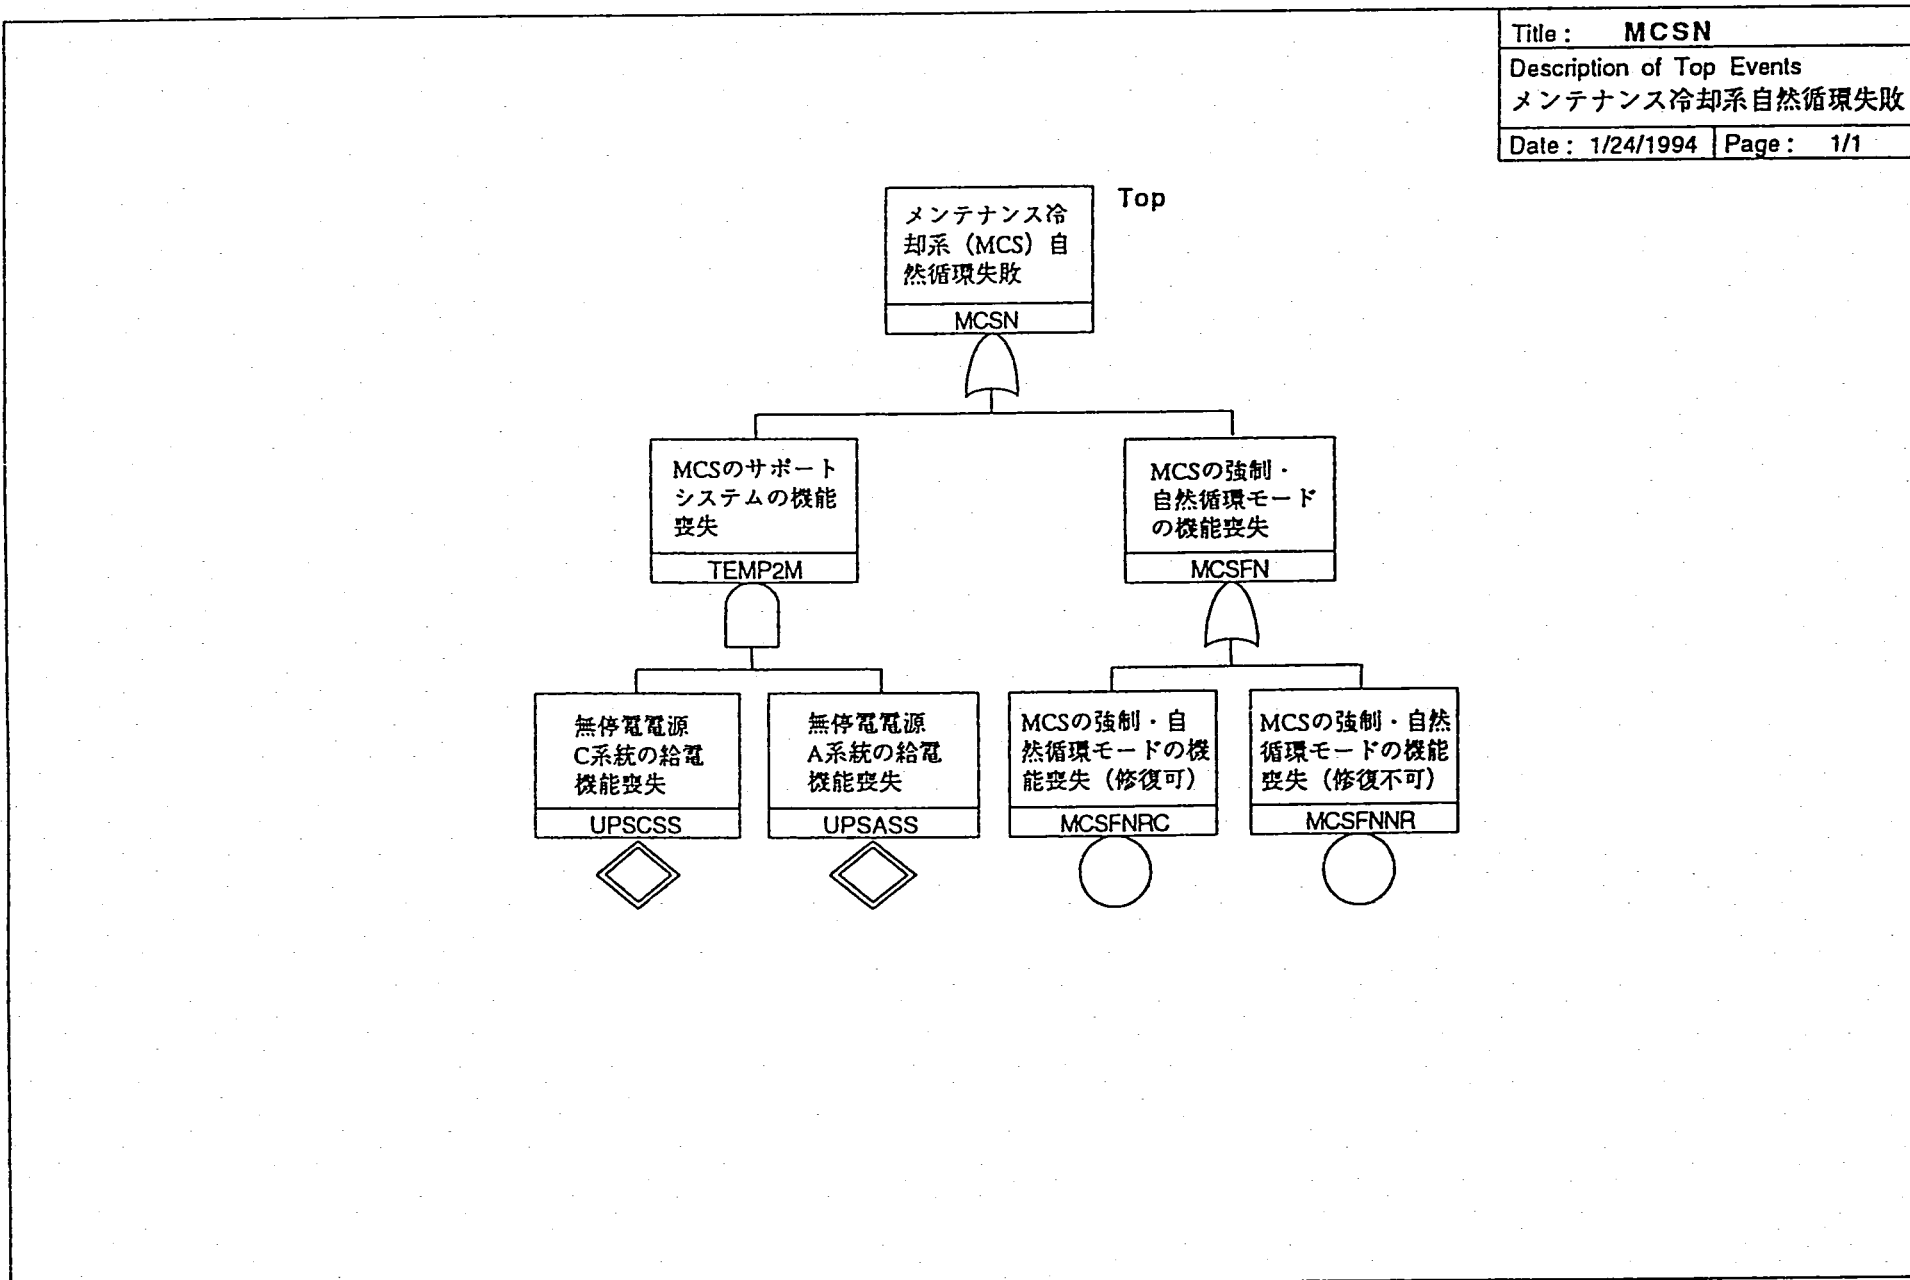 Title : MCSN
Description of Top Events
メンテナンス冷却系自然循環失敗
Date : 1/24/1994 Page : 1/1
Top
メンテナンス冷
却系（MCS）自
然循環失敗
MCSN
MCSのサポート
システムの機能
喪失
TEMP2M
MCSの強制・
自然循環モード
の機能喪失
MCSFN
無停電電源
C系統の給電
機能喪失
UPSCSS
無停電電源
A系統の給電
機能喪失
UPSASS
MCSの強制・自
然循環モードの機
能喪失（修復可）
MCSFNRC
MCSの強制・自然
循環モードの機能
喪失（修復不可）
MCSFNNR